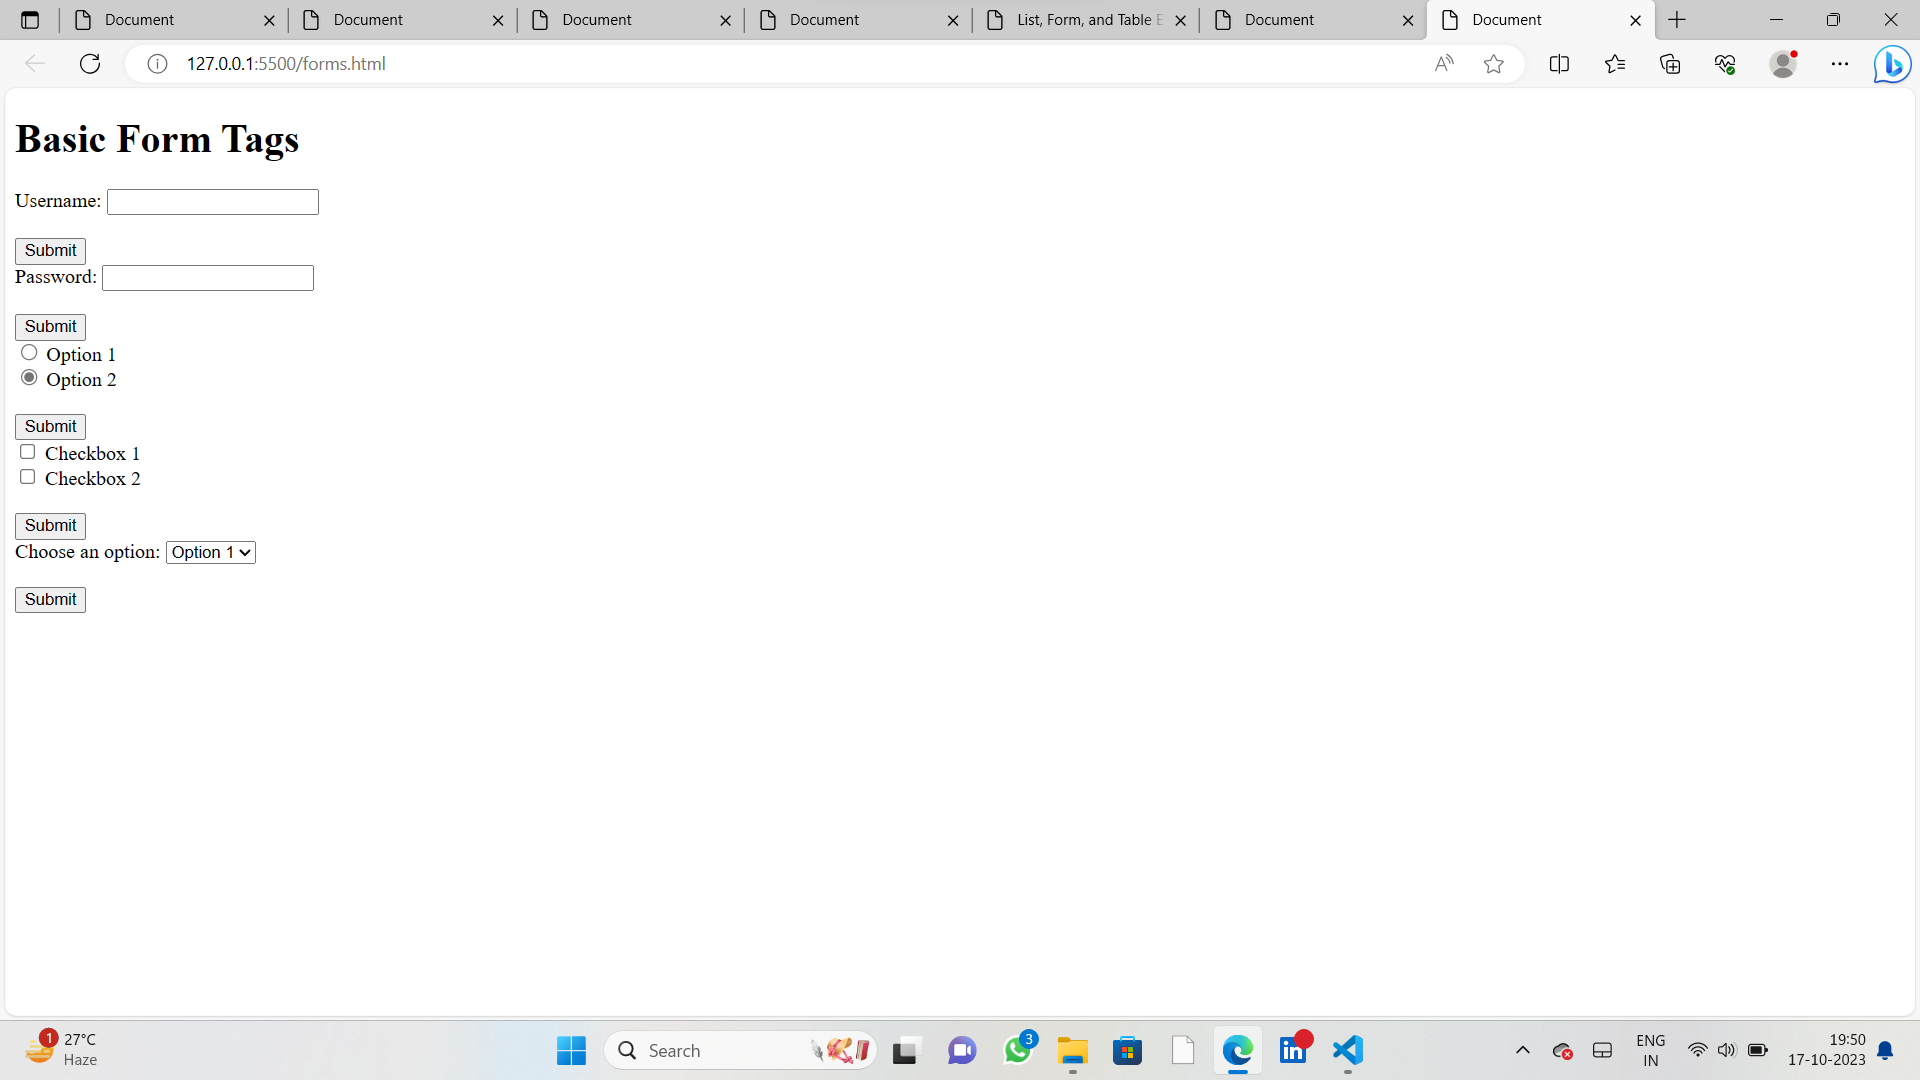 Document
Document
Document
Document
List, Form, and Table E
Document
Document
127.0.0.1:5500/forms.html
Basic Form Tags
Username:
Submit
Password:
Submit
Option 1
Option 2
Submit
Checkbox 1
Checkbox 2
Submit
Choose an option: Option 1
Submit
1
27°C
Haze
Search
3
in
ENG
IN
19:50
17-10-2023